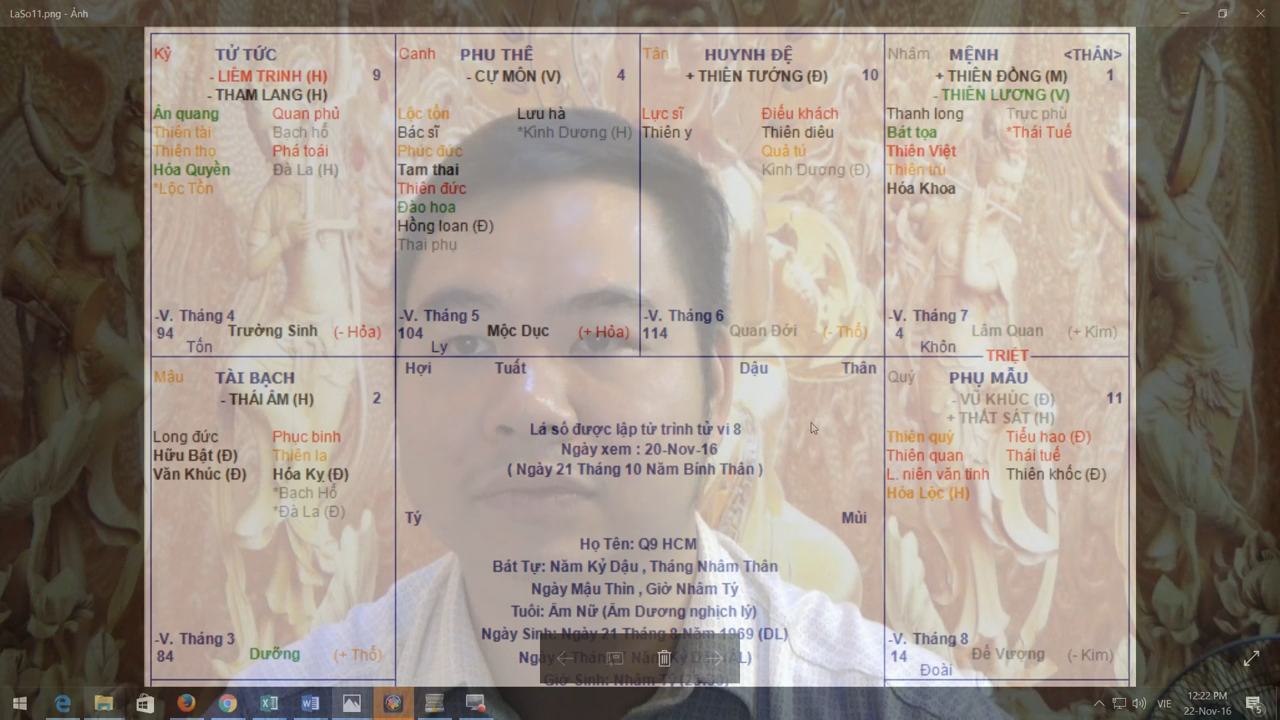 LaSo11.png - Ảnh
Kỷ TỬ TỨC
- LIÊM TRINH (H) 9
- THAM LANG (H)
Ân quang Quan phủ
Thiên tài Bạch hổ
Thiên thọ Phá toái
Hóa Quyền Đà La (H)
*Lộc Tồn
-V. Tháng 4
94 Trường Sinh (- Hỏa)
Tốn
Canh PHU THÊ
- CỰ MÔN (V) 4
Lộc tồn Lưu hà
Bác sĩ *Kình Dương (H)
Phúc đức
Tam thai
Thiên đức
Đào hoa
Hồng loan (Đ)
Thai phụ
-V. Tháng 5
104 Mộc Dục (+ Hỏa)
Ly
Tân HUYNH ĐỆ
+ THIÊN TƯỚNG (Đ) 10
Lực sĩ Điếu khách
Thiên y Thiên diêu
Quả tú
Kình Dương (Đ)
-V. Tháng 6
114 Quan Đới (- Thổ)
Nhâm MỆNH <THÂN>
+ THIÊN ĐỒNG (M) 1
- THIÊN LƯƠNG (V)
Thanh long Trực phù
Bát tọa *Thái Tuế
Thiên Việt
Thiên trù
Hóa Khoa
-V. Tháng 7
4 Lâm Quan (+ Kim)
Khôn
TRIỆT
Mậu TÀI BẠCH
- THÁI ÂM (H) 2
Long đức Phục binh
Hữu Bật (Đ) Thiên la
Văn Khúc (Đ) Hóa Kỵ (Đ)
*Bạch Hổ
*Đà La (Đ)
-V. Tháng 3
84 Dưỡng (+ Thổ)
Hợi Tuất Dậu Thân
Lá số được lập từ trình tử vi 8
Ngày xem : 20-Nov-16
( Ngày 21 Tháng 10 Năm Bính Thân )
Tý Mùi
Họ Tên: Q9 HCM
Bát Tự: Năm Kỷ Dậu , Tháng Nhâm Thân
Ngày Mậu Thìn , Giờ Nhâm Tý
Tuổi: Âm Nữ (Âm Dương nghịch lý)
Ngày Sinh: Ngày 21 Tháng 8 Năm 1969 (DL)
Quý PHỤ MẪU
- VŨ KHÚC (Đ) 11
+ THẤT SÁT (H)
Thiên quý Tiểu hao (Đ)
Thiên quan Thái tuế
L. niên văn tinh Thiên khốc (Đ)
Hóa Lộc (H)
-V. Tháng 8
14 Đế Vượng (- Kim)
Đoài
VIE
12:22 PM
22-Nov-16
5